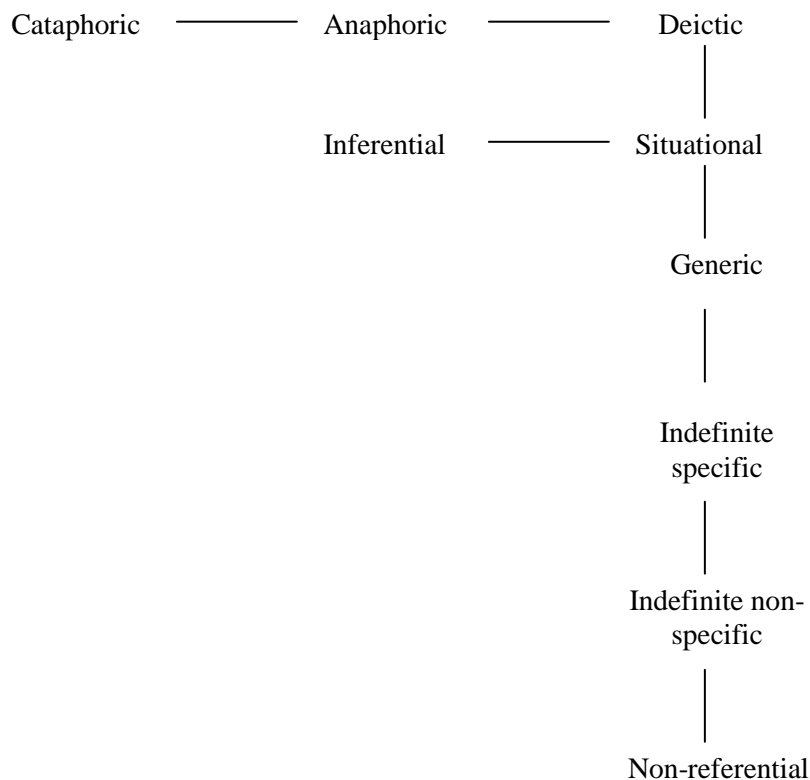 Cataphoric Anaphoric Deictic
Inferential Situational
Generic
Indefinite
specific
Indefinite non-
specific
Non-referential